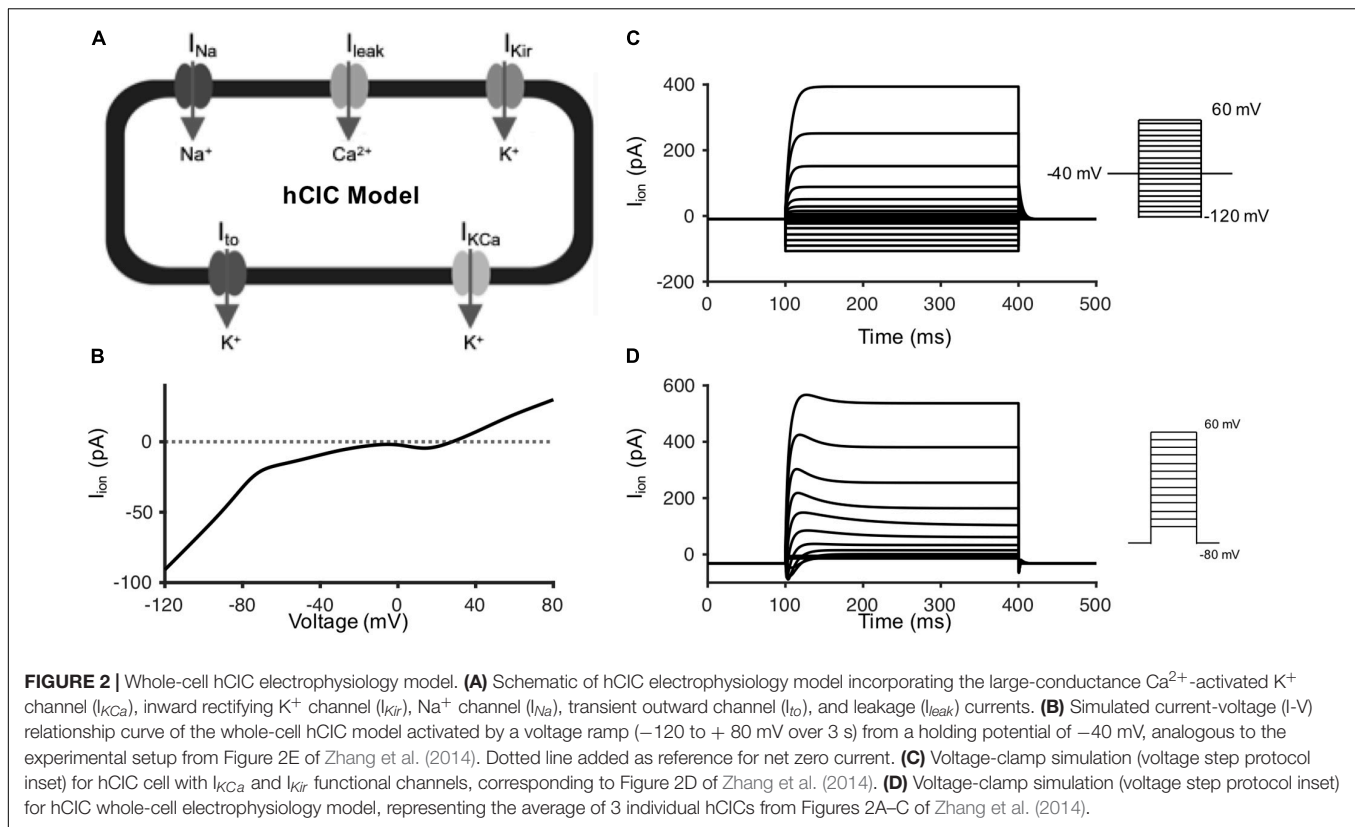 A
I_Na
I_leak
I_Kir
Na⁺
Ca²⁺
K⁺
hCIC Model
I_to
I_KCa
K⁺
K⁺
B
I_ion (pA)
0
-50
-100
-120
-80
-40
0
40
80
Voltage (mV)
C
I_ion (pA)
400
200
0
-200
0
100
200
300
400
500
Time (ms)
60 mV
-40 mV
-120 mV
D
I_ion (pA)
600
400
200
0
0
100
200
300
400
500
Time (ms)
60 mV
-80 mV
FIGURE 2 | Whole-cell hCIC electrophysiology model. (A) Schematic of hCIC electrophysiology model incorporating the large-conductance Ca²⁺-activated K⁺
channel (I_KCa), inward rectifying K⁺ channel (I_Kir), Na⁺ channel (I_Na), transient outward channel (I_to), and leakage (I_leak) currents. (B) Simulated current-voltage (I-V)
relationship curve of the whole-cell hCIC model activated by a voltage ramp (−120 to + 80 mV over 3 s) from a holding potential of −40 mV, analogous to the
experimental setup from Figure 2E of Zhang et al. (2014). Dotted line added as reference for net zero current. (C) Voltage-clamp simulation (voltage step protocol
inset) for hCIC cell with I_KCa and I_Kir functional channels, corresponding to Figure 2D of Zhang et al. (2014). (D) Voltage-clamp simulation (voltage step protocol inset)
for hCIC whole-cell electrophysiology model, representing the average of 3 individual hCICs from Figures 2A–C of Zhang et al. (2014).